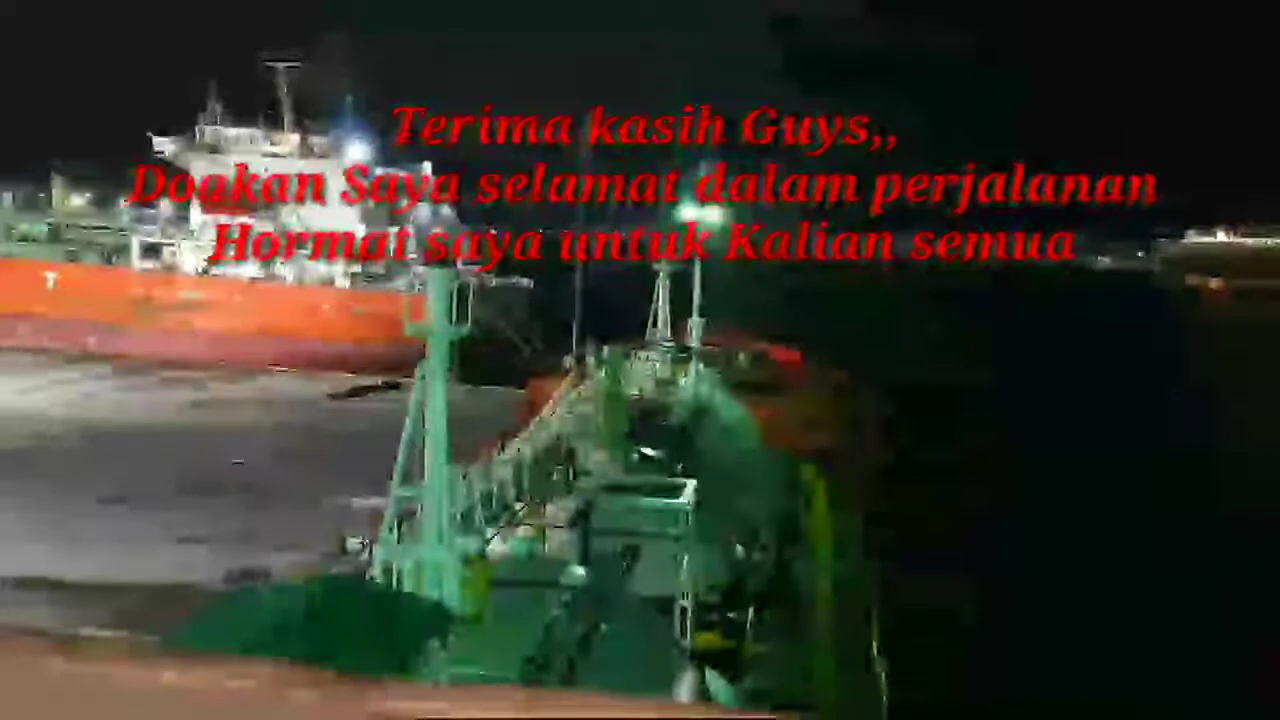 Terima kasih Guys,,
Doakan Saya selamat dalam perjalanan
Hormat saya untuk Kalian semua